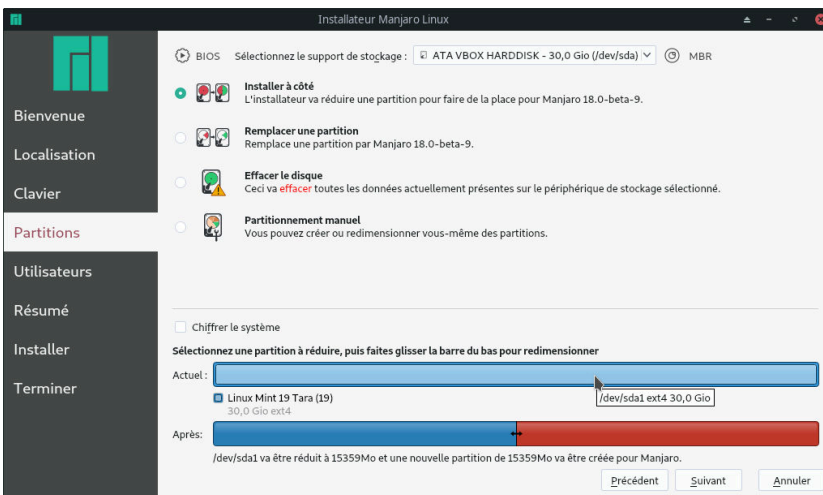 Installateur Manjaro Linux
BIOS Sélectionnez le support de stockage : ATA VBOX HARDDISK - 30,0 Gio (/dev/sda) MBR
Installer à côté
L'installateur va réduire une partition pour faire de la place pour Manjaro 18.0-beta-9.
Remplacer une partition
Remplace une partition par Manjaro 18.0-beta-9.
Effacer le disque
Ceci va effacer toutes les données actuellement présentes sur le périphérique de stockage sélectionné.
Partitionnement manuel
Vous pouvez créer ou redimensionner vous-même des partitions.
Bienvenue
Localisation
Clavier
Partitions
Utilisateurs
Résumé
Installer
Terminer
Chiffrer le système
Sélectionnez une partition à réduire, puis faites glisser la barre du bas pour redimensionner
Actuel :
/dev/sda1 ext4 30,0 Gio
Linux Mint 19 Tara (19)
30,0 Gio ext4
Après:
/dev/sda1 va être réduit à 15359Mo et une nouvelle partition de 15359Mo va être créée pour Manjaro.
Précédent Suivant Annuler